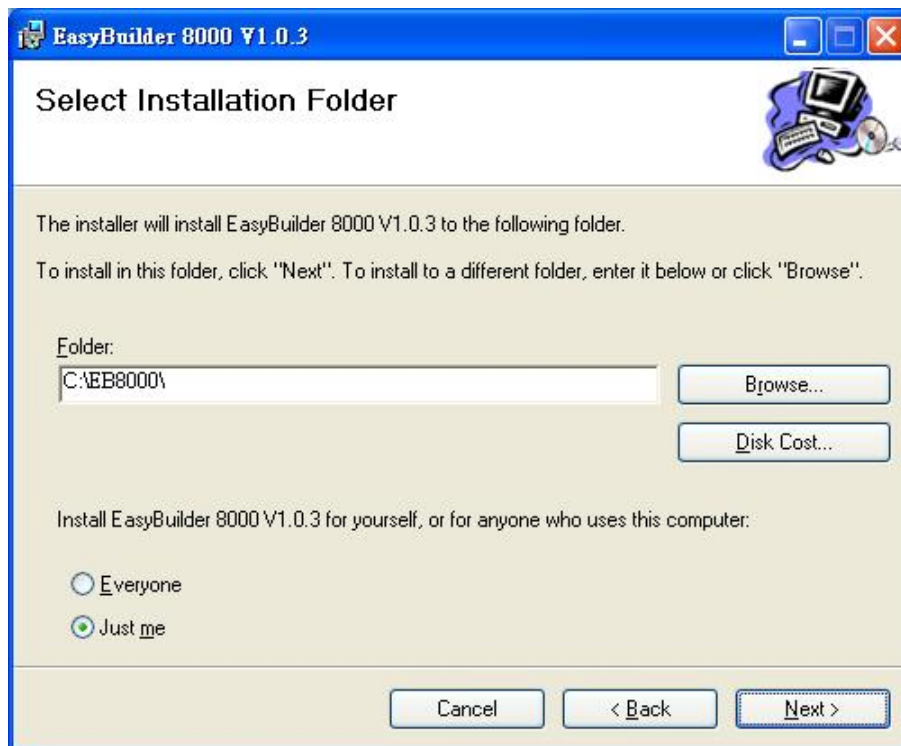 EasyBuilder 8000 V1.0.3
Select Installation Folder
The installer will install EasyBuilder 8000 V1.0.3 to the following folder.
To install in this folder, click "Next". To install to a different folder, enter it below or click "Browse".
Folder:
C:\EB8000\
Browse...
Disk Cost...
Install EasyBuilder 8000 V1.0.3 for yourself, or for anyone who uses this computer:
Everyone
Just me
Cancel
< Back
Next >